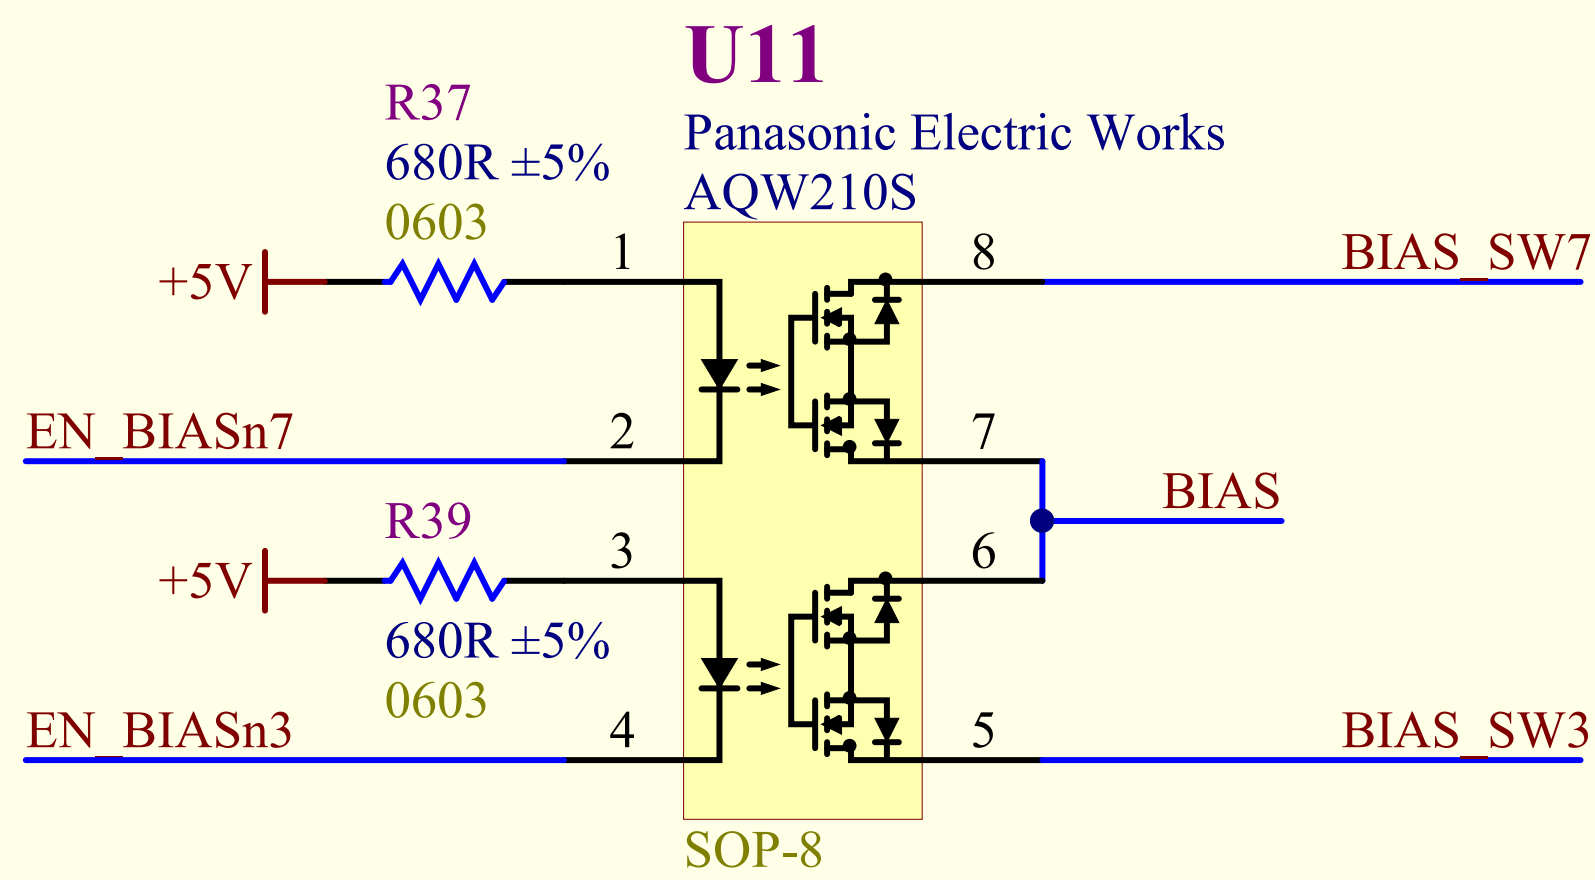 U11
Panasonic Electric Works
AQW210S
R37
680R ±5%
0603
+5V
1
8
BIAS_SW7
EN_BIASn7
2
7
BIAS
R39
+5V
3
6
680R ±5%
0603
EN_BIASn3
4
5
BIAS_SW3
SOP-8